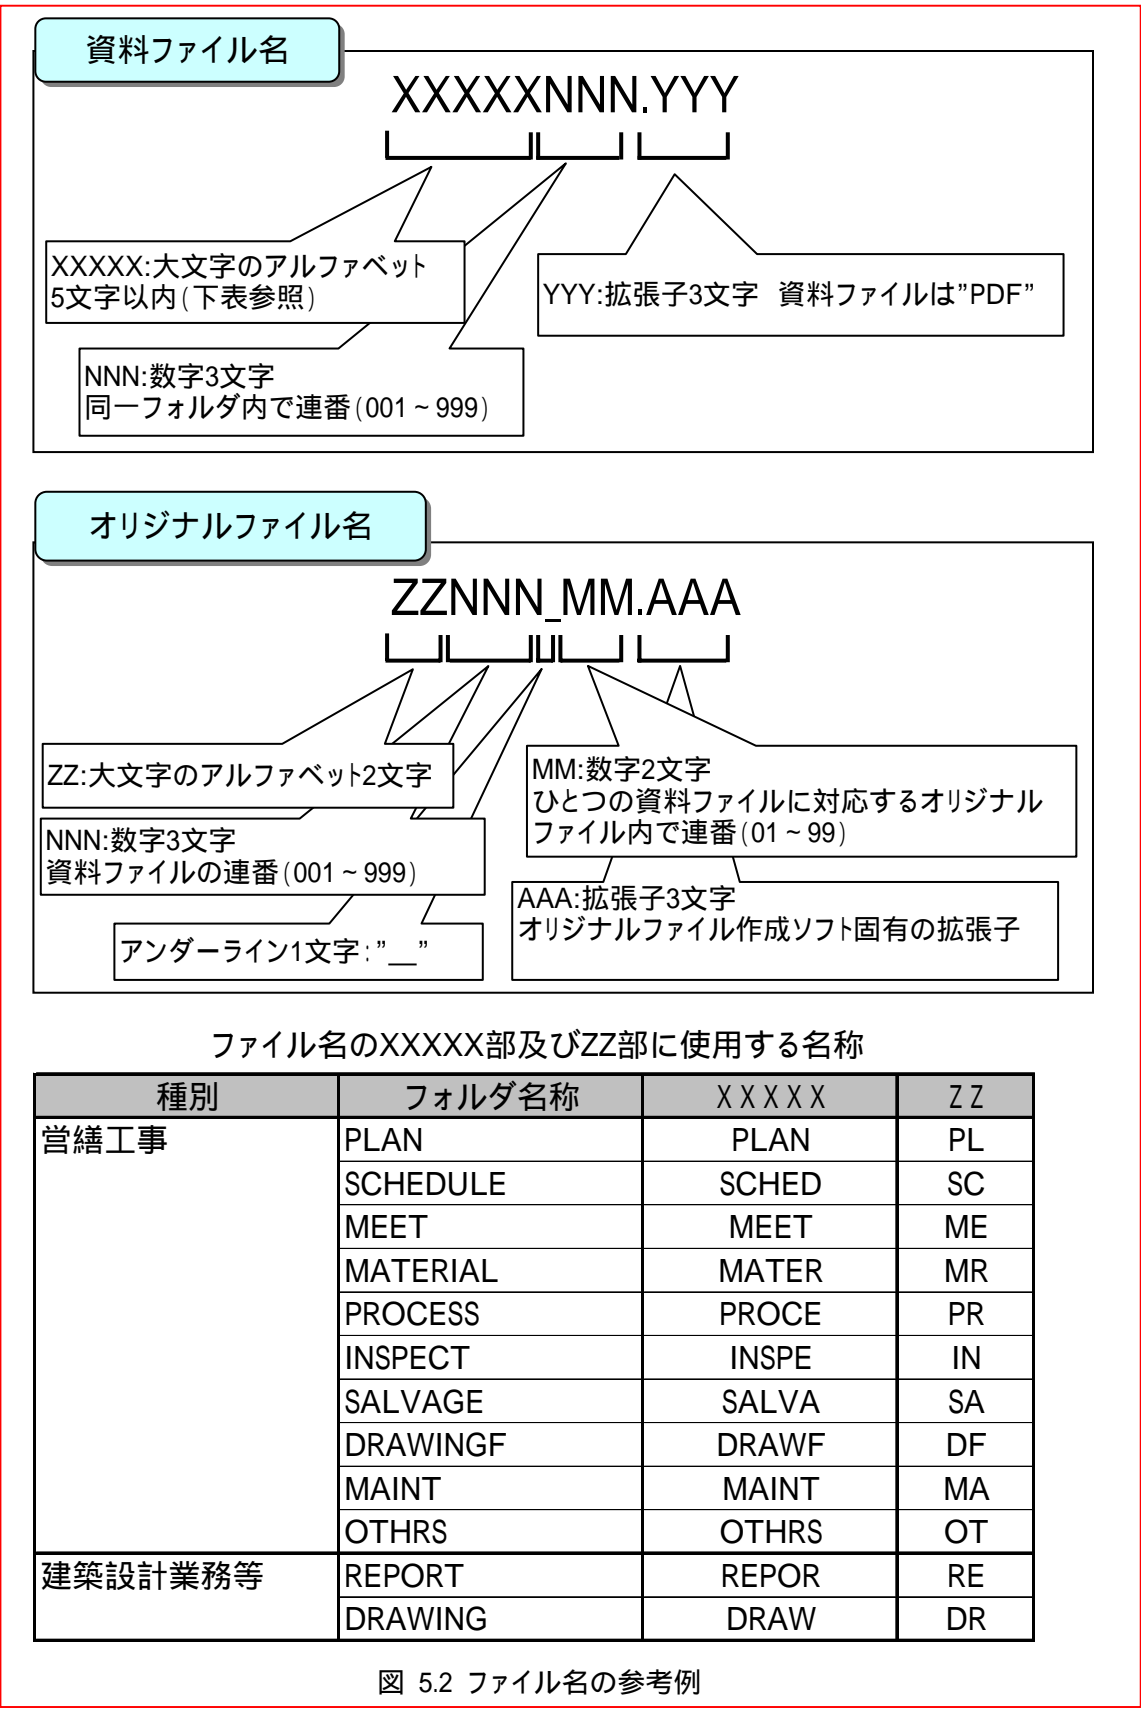 資料ファイル名
XXXXXNNN.YYY
XXXXX:大文字のアルファベット
5文字以内(下表参照)
YYY:拡張子3文字　資料ファイルは”PDF”
NNN:数字3文字
同一フォルダ内で連番(001~999)
オリジナルファイル名
ZZNNN_MM.AAA
ZZ:大文字のアルファベット2文字
MM:数字2文字
ひとつの資料ファイルに対応するオリジナル
ファイル内で連番(01~99)
NNN:数字3文字
資料ファイルの連番(001~999)
AAA:拡張子3文字
オリジナルファイル作成ソフト固有の拡張子
アンダーライン1文字:”__”
ファイル名のXXXXX部及びZZ部に使用する名称
種別 フォルダ名称 XXXXX ZZ
営繕工事 PLAN PLAN PL
SCHEDULE SCHED SC
MEET MEET ME
MATERIAL MATER MR
PROCESS PROCE PR
INSPECT INSPE IN
SALVAGE SALVA SA
DRAWINGF DRAWF DF
MAINT MAINT MA
OTHRS OTHRS OT
建築設計業務等 REPORT REPOR RE
DRAWING DRAW DR
図 5.2 ファイル名の参考例